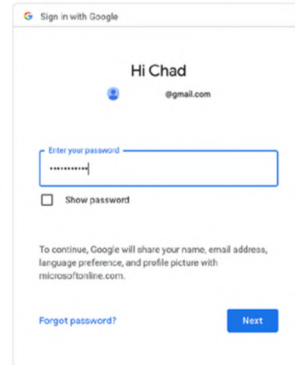 Sign in with Google
Hi Chad
@gmail.com
Enter your password
Show password
To continue, Google will share your name, email address,
language preference, and profile picture with
microsoftonline.com.
Forgot password?
Next